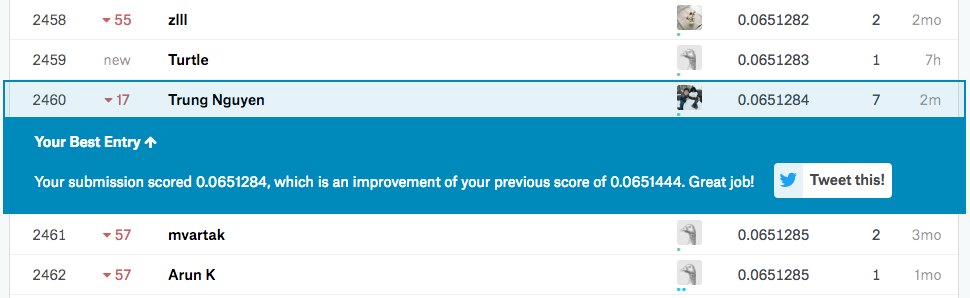 2458 55 zlll 0.0651282 2 2mo
2459 new Turtle 0.0651283 1 7h
2460 17 Trung Nguyen 0.0651284 7 2m
Your Best Entry ↑
Your submission scored 0.0651284, which is an improvement of your previous score of 0.0651444. Great job! Tweet this!
2461 57 mvartak 0.0651285 2 3mo
2462 57 Arun K 0.0651285 1 1mo